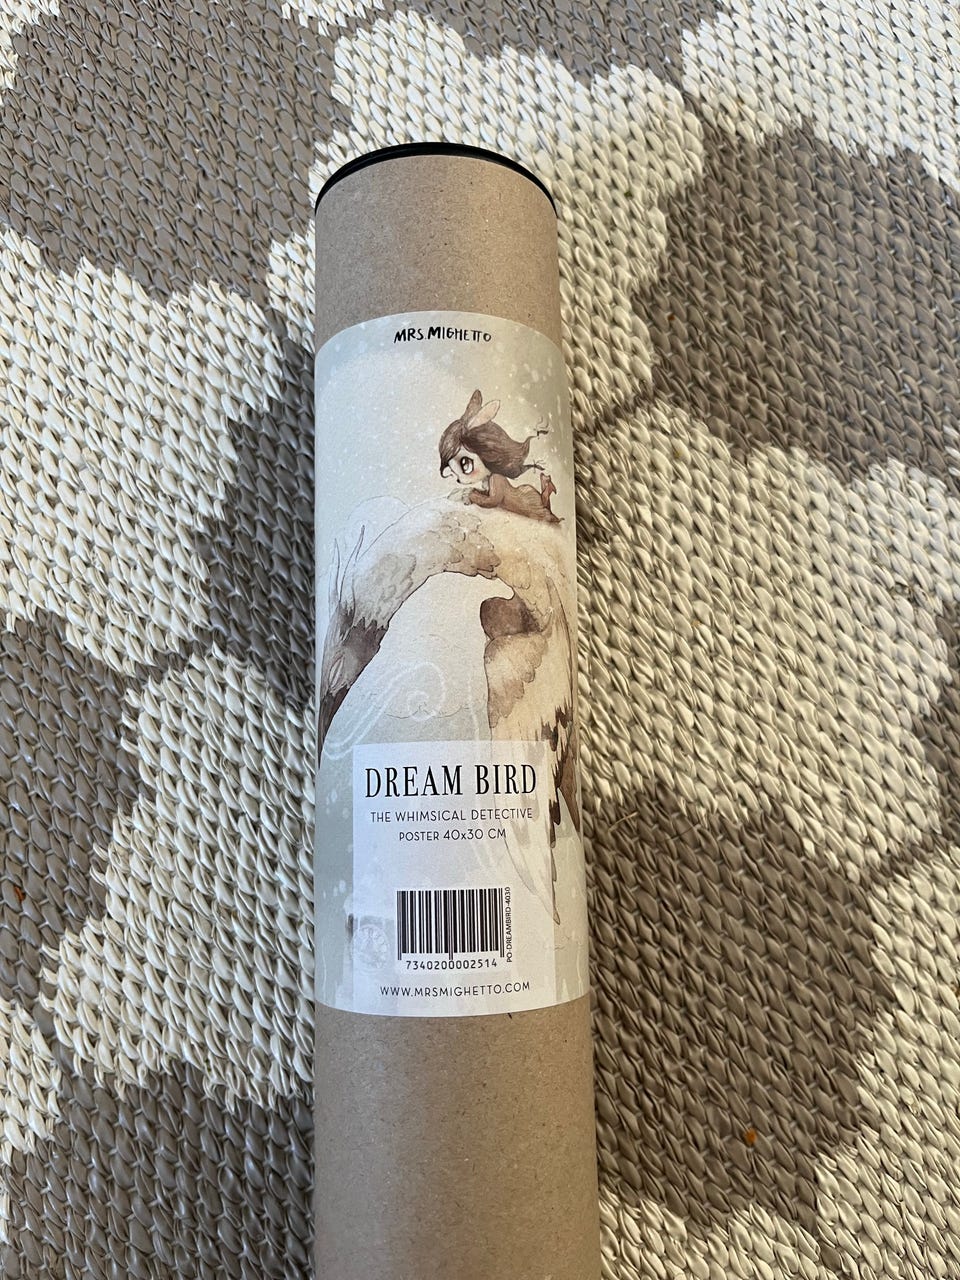 MRS. MIGHETTO
DREAM BIRD
THE WHIMSICAL DETECTIVE
POSTER 40x30 CM
PO-DREAMBIRD-4030
7340200002514
WWW.MRSMIGHETTO.COM